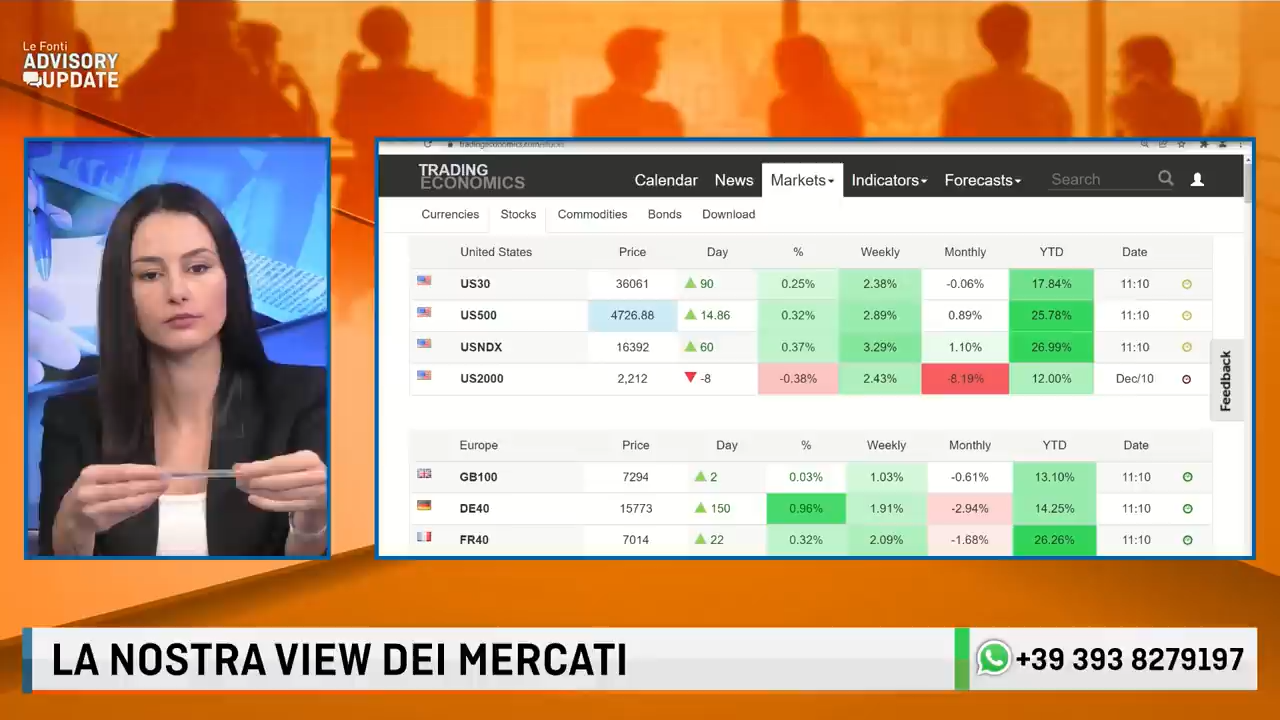 Le Fonti
ADVISORY
UPDATE
tradingeconomics.com/stocks
TRADING
ECONOMICS
Calendar News Markets Indicators Forecasts Search
Currencies Stocks Commodities Bonds Download
United States Price Day % Weekly Monthly YTD Date
US30 36061 90 0.25% 2.38% -0.06% 17.84% 11:10
US500 4726.88 14.86 0.32% 2.89% 0.89% 25.78% 11:10
USNDX 16392 60 0.37% 3.29% 1.10% 26.99% 11:10
US2000 2,212 -8 -0.38% 2.43% -8.19% 12.00% Dec/10
Feedback
Europe Price Day % Weekly Monthly YTD Date
GB100 7294 2 0.03% 1.03% -0.61% 13.10% 11:10
DE40 15773 150 0.96% 1.91% -2.94% 14.25% 11:10
FR40 7014 22 0.32% 2.09% -1.68% 26.26% 11:10
LA NOSTRA VIEW DEI MERCATI
+39 393 8279197